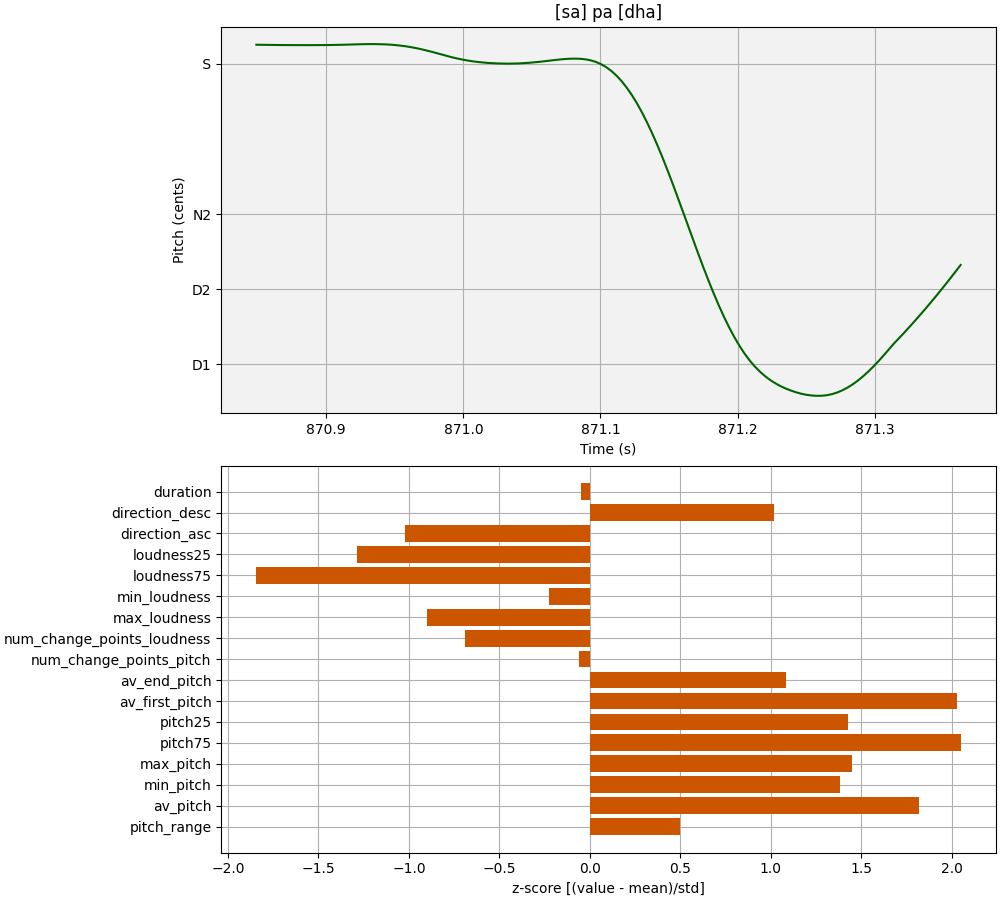 [sa] pa [dha]
S
N2
D2
D1
Pitch (cents)
870.9 871.0 871.1 871.2 871.3
Time (s)
duration
direction_desc
direction_asc
loudness25
loudness75
min_loudness
max_loudness
num_change_points_loudness
num_change_points_pitch
av_end_pitch
av_first_pitch
pitch25
pitch75
max_pitch
min_pitch
av_pitch
pitch_range
−2.0 −1.5 −1.0 −0.5 0.0 0.5 1.0 1.5 2.0
z-score [(value - mean)/std]